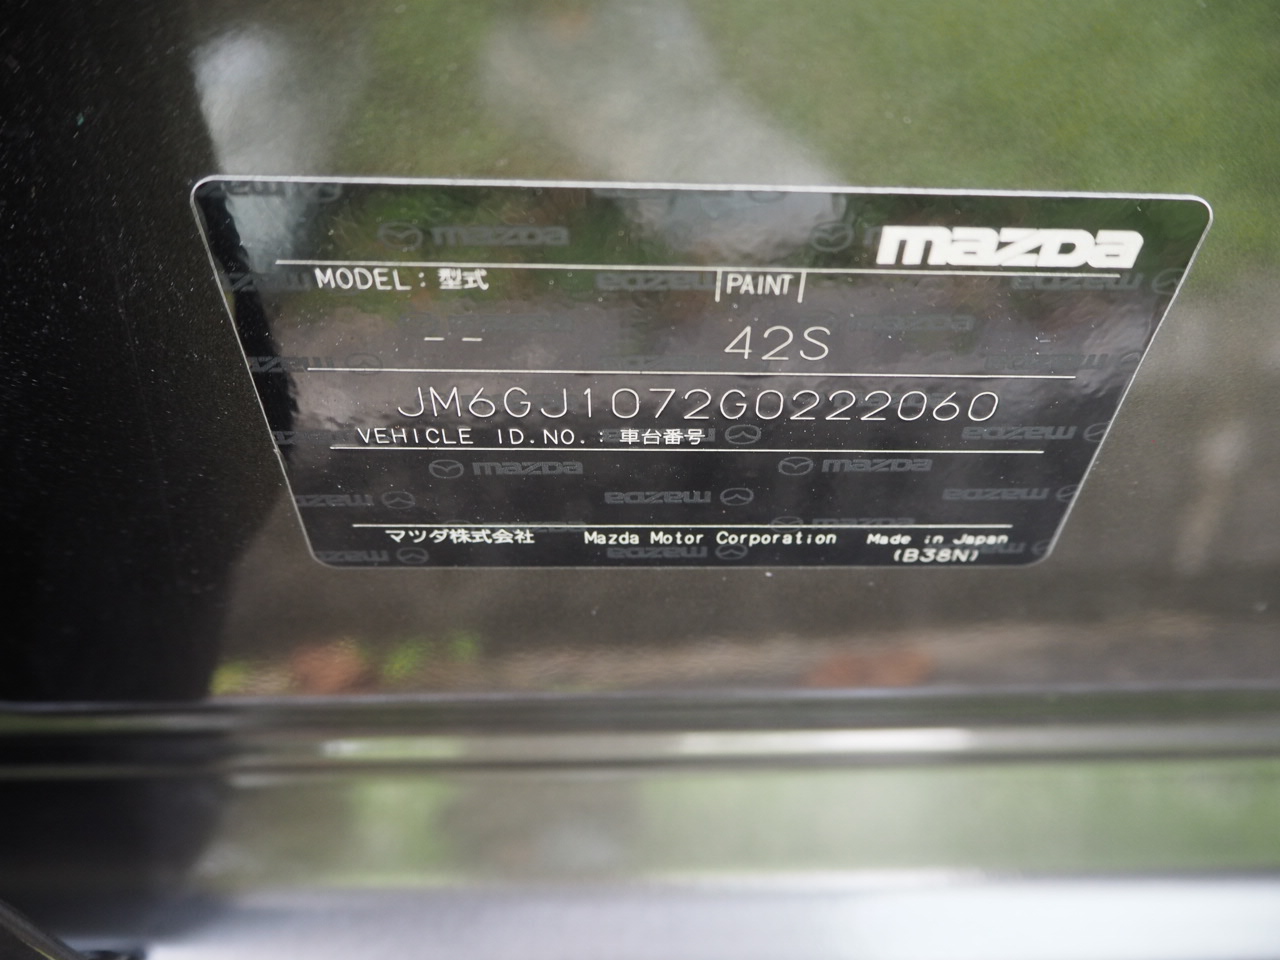 mazda
MODEL : 型式 PAINT
-- 42S
JM6GJ1072G0222060
VEHICLE ID.NO. : 車台番号
マツダ株式会社 Mazda Motor Corporation Made in Japan
(B38N)